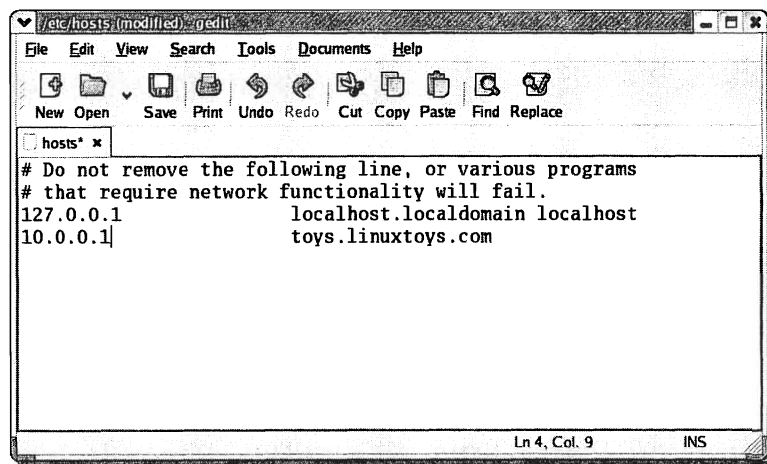 /etc/hosts (modified) - gedit
File Edit View Search Tools Documents Help
New Open Save Print Undo Redo Cut Copy Paste Find Replace
hosts*
# Do not remove the following line, or various programs
# that require network functionality will fail.
127.0.0.1 localhost.localdomain localhost
10.0.0.1 toys.linuxtoys.com
Ln 4, Col. 9 INS